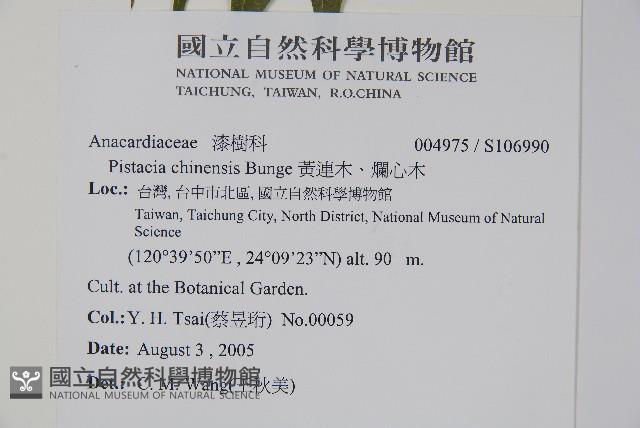 國立自然科學博物館
NATIONAL MUSEUM OF NATURAL SCIENCE
TAICHUNG, TAIWAN, R.O.CHINA
Anacardiaceae 漆樹科 004975 / S106990
Pistacia chinensis Bunge 黃連木、爛心木
Loc.: 台灣, 台中市北區, 國立自然科學博物館
Taiwan, Taichung City, North District, National Museum of Natural
Science
(120°39'50”E , 24°09'23”N) alt. 90 m.
Cult. at the Botanical Garden.
Col.: Y. H. Tsai(蔡昱珩) No.00059
Date: August 3 , 2005
Det.: C. M. Wang(王秋美)
國立自然科學博物館
NATIONAL MUSEUM OF NATURAL SCIENCE